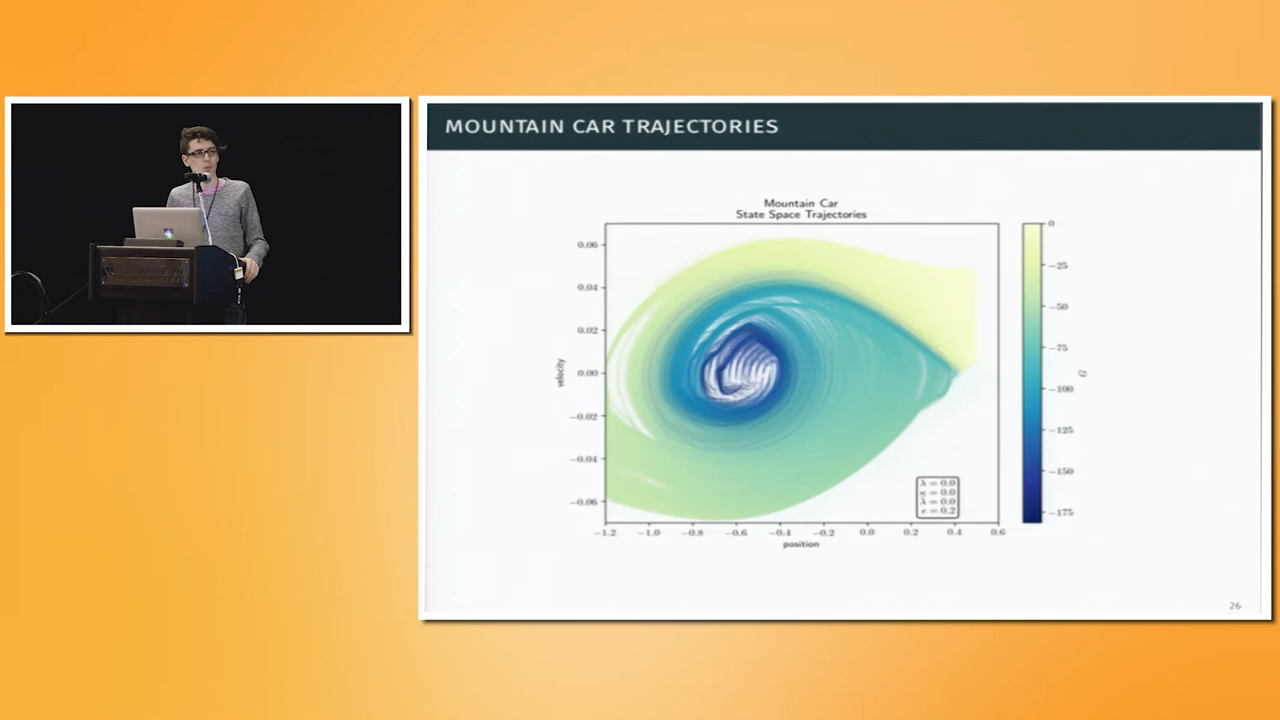 MOUNTAIN CAR TRAJECTORIES
Mountain Car
State Space Trajectories
0.06
0.04
0.02
0.00
−0.02
−0.04
−0.06
velocity
−1.2 −1.0 −0.8 −0.6 −0.4 −0.2 0.0 0.2 0.4 0.6
position
λ = 0.0
= 0.0
λ = 0.0
ϵ = 0.2
0
−25
−50
−75
−100
−125
−150
−175
G
26